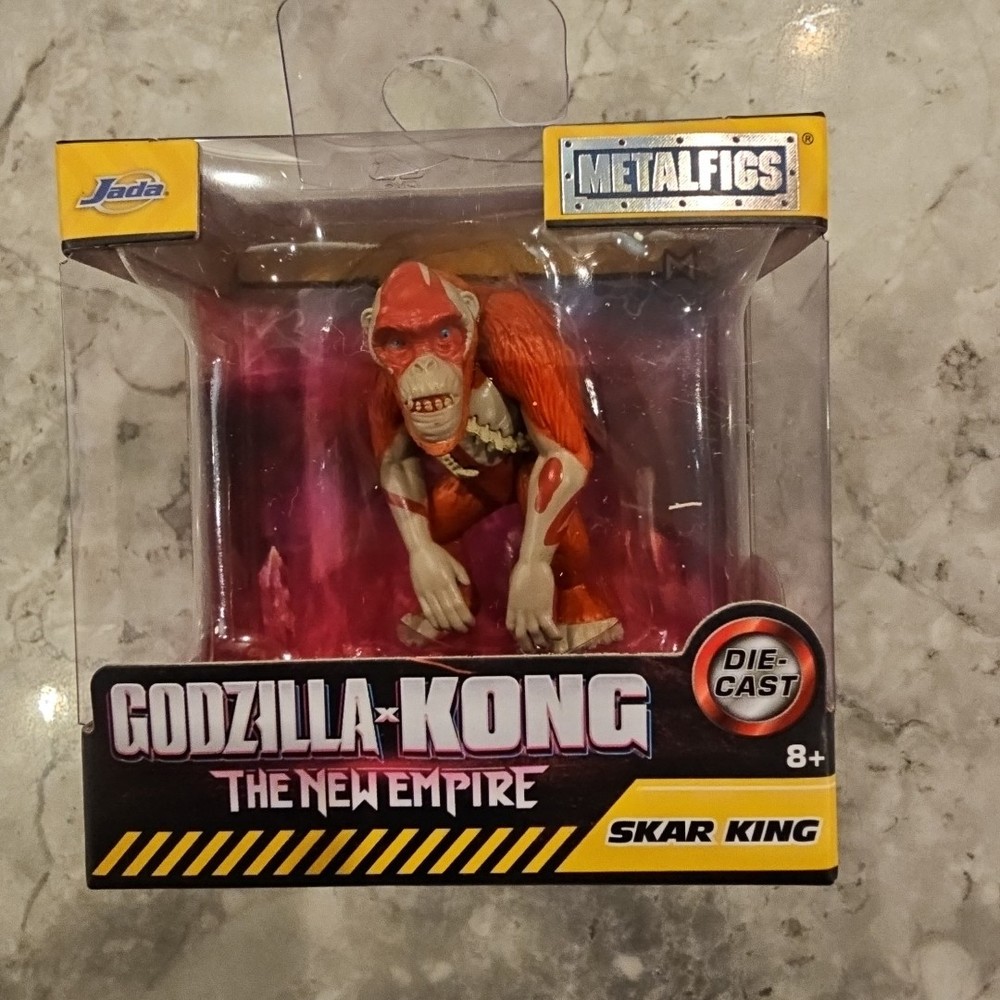 Jada
METALFIGS®
DIE-
CAST
GODZILLA x KONG
THE NEW EMPIRE
8+
SKAR KING